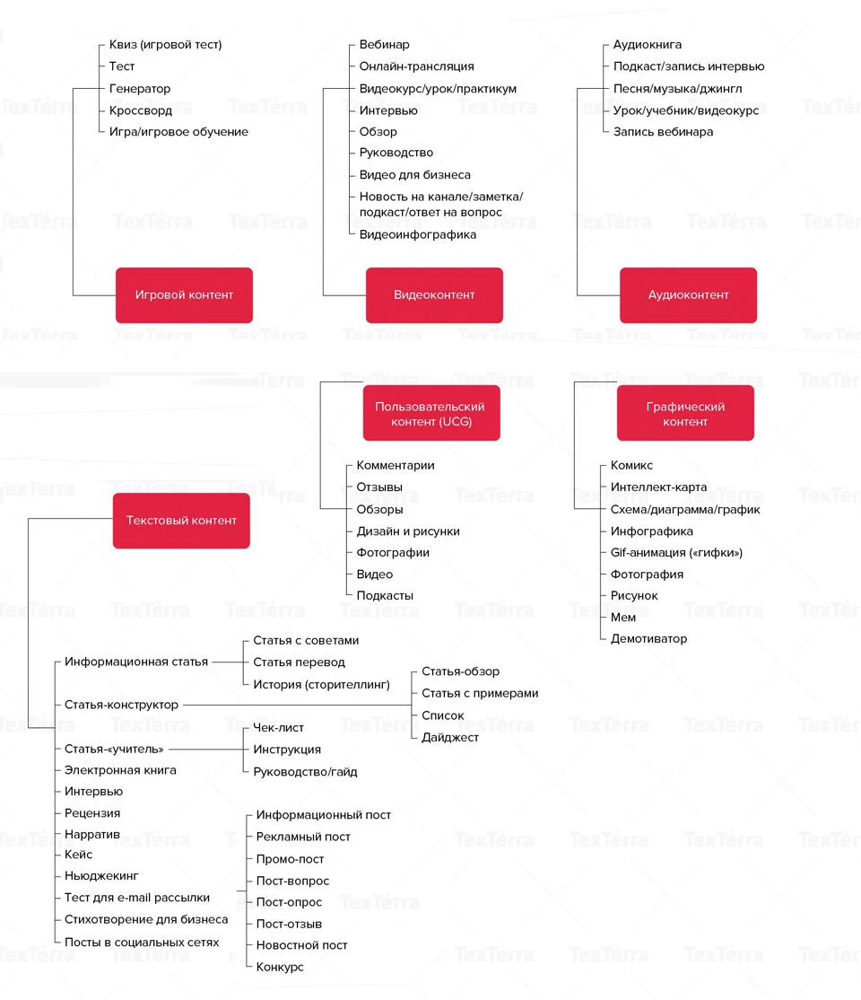 Квиз (игровой тест)
Тест
Генератор
Кроссворд
Игра/игровое обучение
Игровой контент
Вебинар
Онлайн-трансляция
Видеокурс/урок/практикум
Интервью
Обзор
Руководство
Видео для бизнеса
Новость на канале/заметка/
подкаст/ответ на вопрос
Видеоинфографика
Видеоконтент
Аудиокнига
Подкаст/запись интервью
Песня/музыка/джингл
Урок/учебник/видеокурс
Запись вебинара
Аудиоконтент
Пользовательский
контент (UCG)
Комментарии
Отзывы
Обзоры
Дизайн и рисунки
Фотографии
Видео
Подкасты
Графический
контент
Комикс
Интеллект-карта
Схема/диаграмма/график
Инфографика
Gif-анимация («гифки»)
Фотография
Рисунок
Мем
Демотиватор
Текстовый контент
Информационная статья
Статья с советами
Статья перевод
История (сторителлинг)
Статья-конструктор
Статья-обзор
Статья с примерами
Список
Дайджест
Статья-«учитель»
Чек-лист
Инструкция
Руководство/гайд
Электронная книга
Интервью
Рецензия
Нарратив
Кейс
Ньюджекинг
Тест для e-mail рассылки
Стихотворение для бизнеса
Посты в социальных сетях
Информационный пост
Рекламный пост
Промо-пост
Пост-вопрос
Пост-опрос
Пост-отзыв
Новостной пост
Конкурс
TexTerra